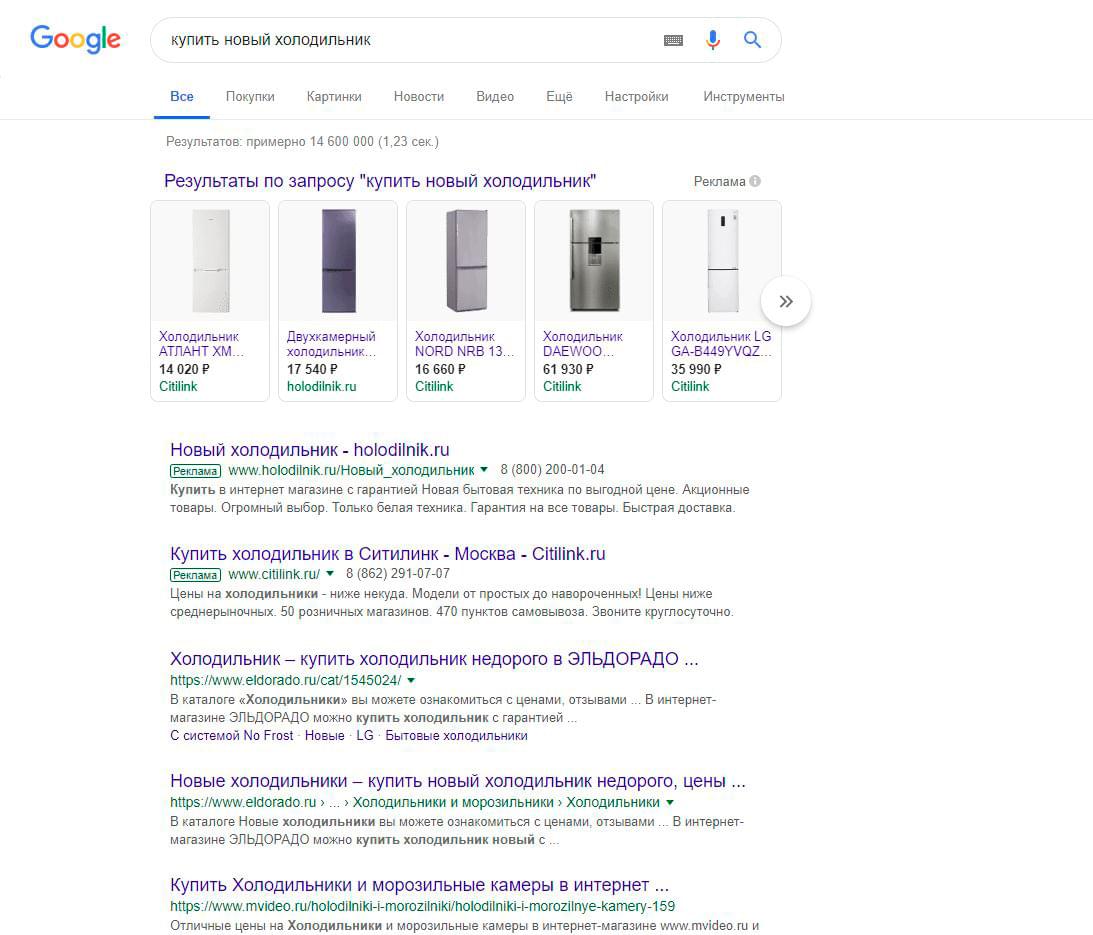 Google
купить новый холодильник
Все Покупки Картинки Новости Видео Ещё Настройки Инструменты
Результатов: примерно 14 600 000 (1,23 сек.)
Результаты по запросу "купить новый холодильник"
Реклама
Холодильник
АТЛАНТ ХМ...
14 020 ₽
Citilink
Двухкамерный
холодильник...
17 540 ₽
holodilnik.ru
Холодильник
NORD NRB 13...
16 660 ₽
Citilink
Холодильник
DAEWOO...
61 930 ₽
Citilink
Холодильник LG
GA-B449YVQZ...
35 990 ₽
Citilink
Новый холодильник - holodilnik.ru
Реклама www.holodilnik.ru/Новый_холодильник 8 (800) 200-01-04
Купить в интернет магазине с гарантией Новая бытовая техника по выгодной цене. Акционные
товары. Огромный выбор. Только белая техника. Гарантия на все товары. Быстрая доставка.
Купить холодильник в Ситилинк - Москва - Citilink.ru
Реклама www.citilink.ru/ 8 (862) 291-07-07
Цены на холодильники - ниже некуда. Модели от простых до навороченных! Цены ниже
среднерыночных. 50 розничных магазинов. 470 пунктов самовывоза. Звоните круглосуточно.
Холодильник – купить холодильник недорого в ЭЛЬДОРАДО ...
https://www.eldorado.ru/cat/1545024/
В каталоге «Холодильники» вы можете ознакомиться с ценами, отзывами ... В интернет-
магазине ЭЛЬДОРАДО можно купить холодильник с гарантией ...
С системой No Frost · Новые · LG · Бытовые холодильники
Новые холодильники – купить новый холодильник недорого, цены ...
https://www.eldorado.ru › ... › Холодильники и морозильники › Холодильники
В каталоге Новые холодильники вы можете ознакомиться с ценами, отзывами ... В интернет-
магазине ЭЛЬДОРАДО можно купить холодильник новый с ...
Купить Холодильники и морозильные камеры в интернет ...
https://www.mvideo.ru/holodilniki-i-morozilniki/holodilniki-i-morozilnye-kamery-159
Отличные цены на Холодильники и морозильные камеры в интернет-магазине www.mvideo.ru и